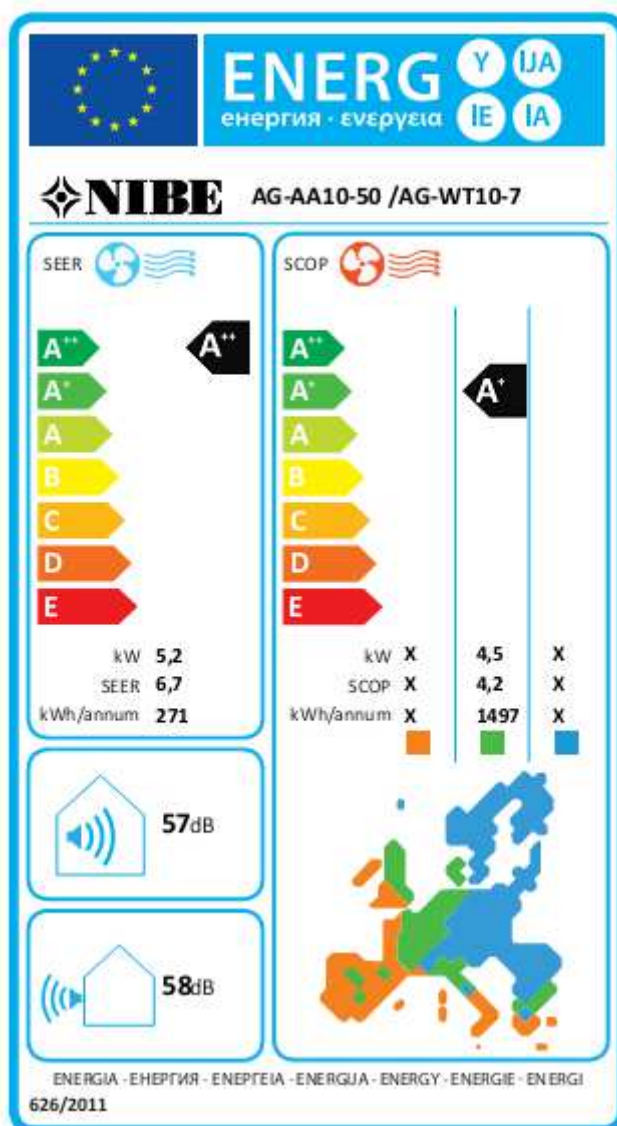 ENERG Y IJA
енергия · ενεργεια IE IA
NIBE AG-AA10-50 /AG-WT10-7
SEER
A++
A+
A
B
C
D
E
A++
kW 5,2
SEER 6,7
kWh/annum 271
SCOP
A++
A+
A
B
C
D
E
A+
kW X 4,5 X
SCOP X 4,2 X
kWh/annum X 1497 X
57dB
58dB
ENERGIA - ЕНЕРГИЯ - ΕΝΕΡΓΕΙΑ - ENERGIJA - ENERGY - ENERGIE - ENERGI
626/2011